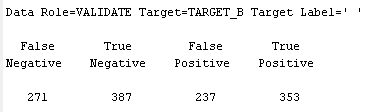 Data Role=VALIDATE Target=TARGET_B Target Label=' '
False True False True
Negative Negative Positive Positive
271 387 237 353